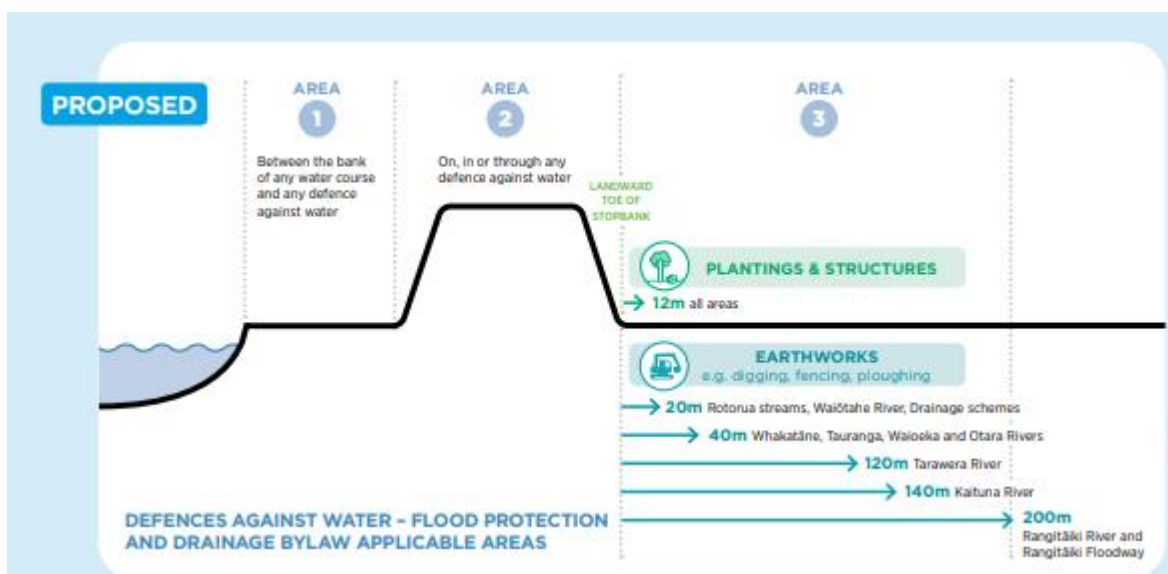 PROPOSED
AREA
1
Between the bank
of any water course
and any defence
against water
AREA
2
On, in or through any
defence against water
LANDWARD
TOE OF
STOPBANK
AREA
3
PLANTINGS & STRUCTURES
12m all areas
EARTHWORKS
e.g. digging, fencing, ploughing
20m Rotorua streams, Waiōtahe River, Drainage schemes
40m Whakatāne, Tauranga, Waioeka and Otara Rivers
120m Tarawera River
140m Kaituna River
200m
Rangitāiki River and
Rangitāiki Floodway
DEFENCES AGAINST WATER – FLOOD PROTECTION
AND DRAINAGE BYLAW APPLICABLE AREAS